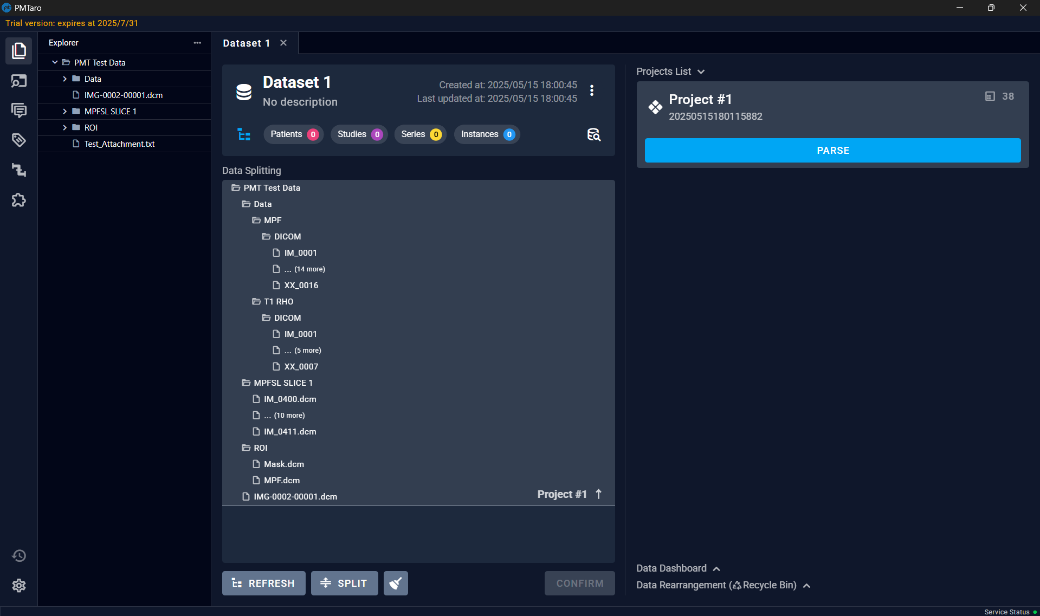 PMTaro
Trial version: expires at 2025/7/31
Explorer
PMT Test Data
Data
IMG-0002-00001.dcm
MPFSL SLICE 1
ROI
Test_Attachment.txt
Dataset 1
Dataset 1
No description
Created at: 2025/05/15 18:00:45
Last updated at: 2025/05/15 18:00:45
Patients 0 Studies 0 Series 0 Instances 0
Data Splitting
PMT Test Data
Data
MPF
DICOM
IM_0001
... (14 more)
XX_0016
T1 RHO
DICOM
IM_0001
... (5 more)
XX_0007
MPFSL SLICE 1
IM_0400.dcm
... (10 more)
IM_0411.dcm
ROI
Mask.dcm
MPF.dcm
IMG-0002-00001.dcm
Project #1
REFRESH SPLIT CONFIRM
Projects List
Project #1 38
20250515180115882
PARSE
Data Dashboard
Data Rearrangement (Recycle Bin)
Service Status